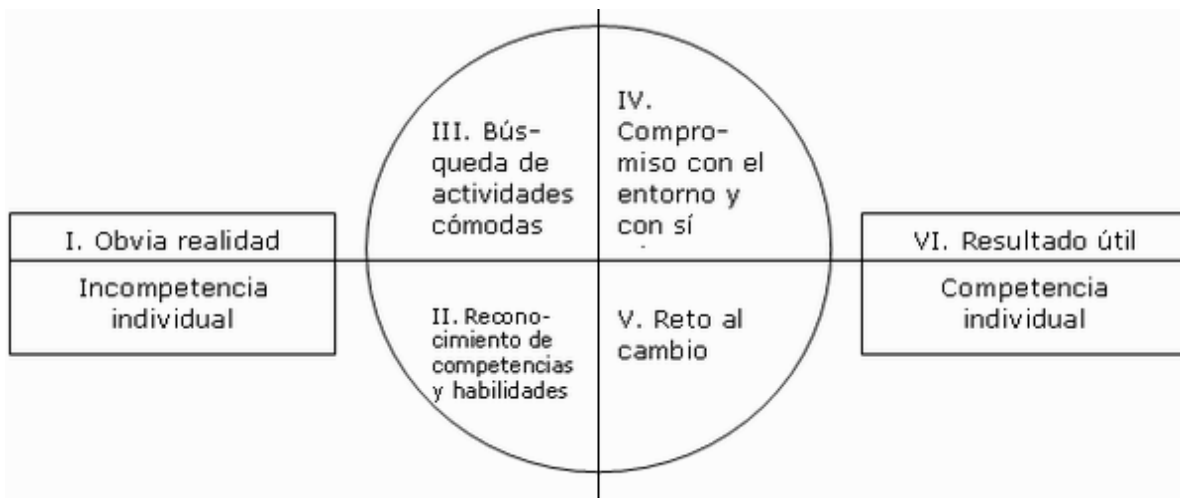 I. Obvia realidad
Incompetencia
individual
II. Recono-
cimiento de
competencias
y habilidades
III. Bús-
queda de
actividades
cómodas
IV.
Compro-
miso con el
entorno y
con sí
V. Reto al
cambio
VI. Resultado útil
Competencia
individual